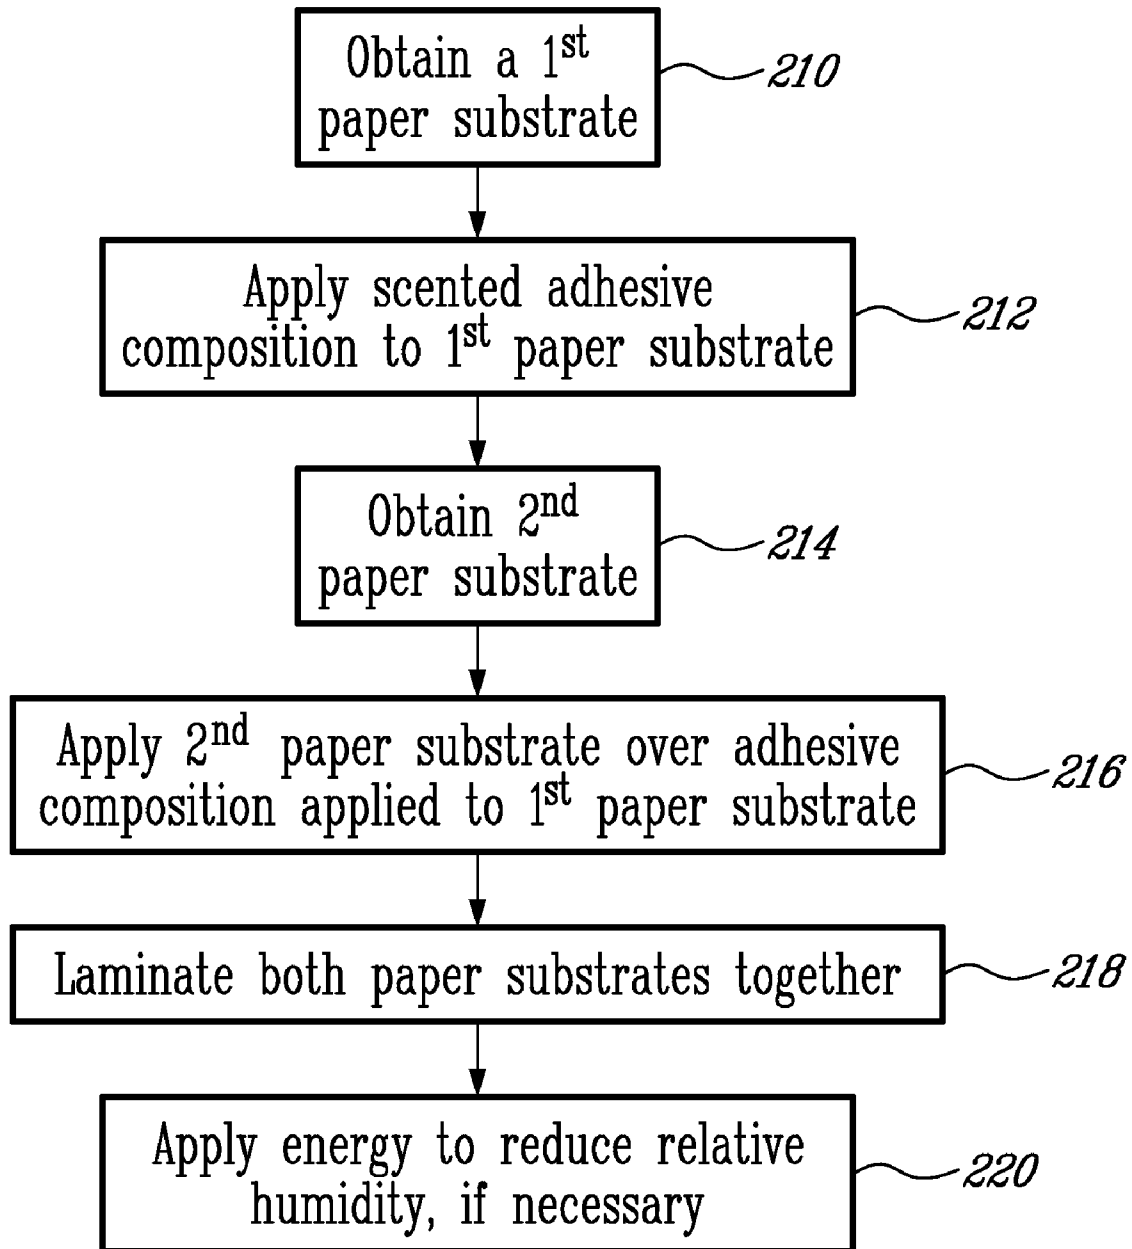 Obtain a 1st
paper substrate
210
Apply scented adhesive
composition to 1st paper substrate
212
Obtain 2nd
paper substrate
214
Apply 2nd paper substrate over adhesive
composition applied to 1st paper substrate
216
Laminate both paper substrates together
218
Apply energy to reduce relative
humidity, if necessary
220